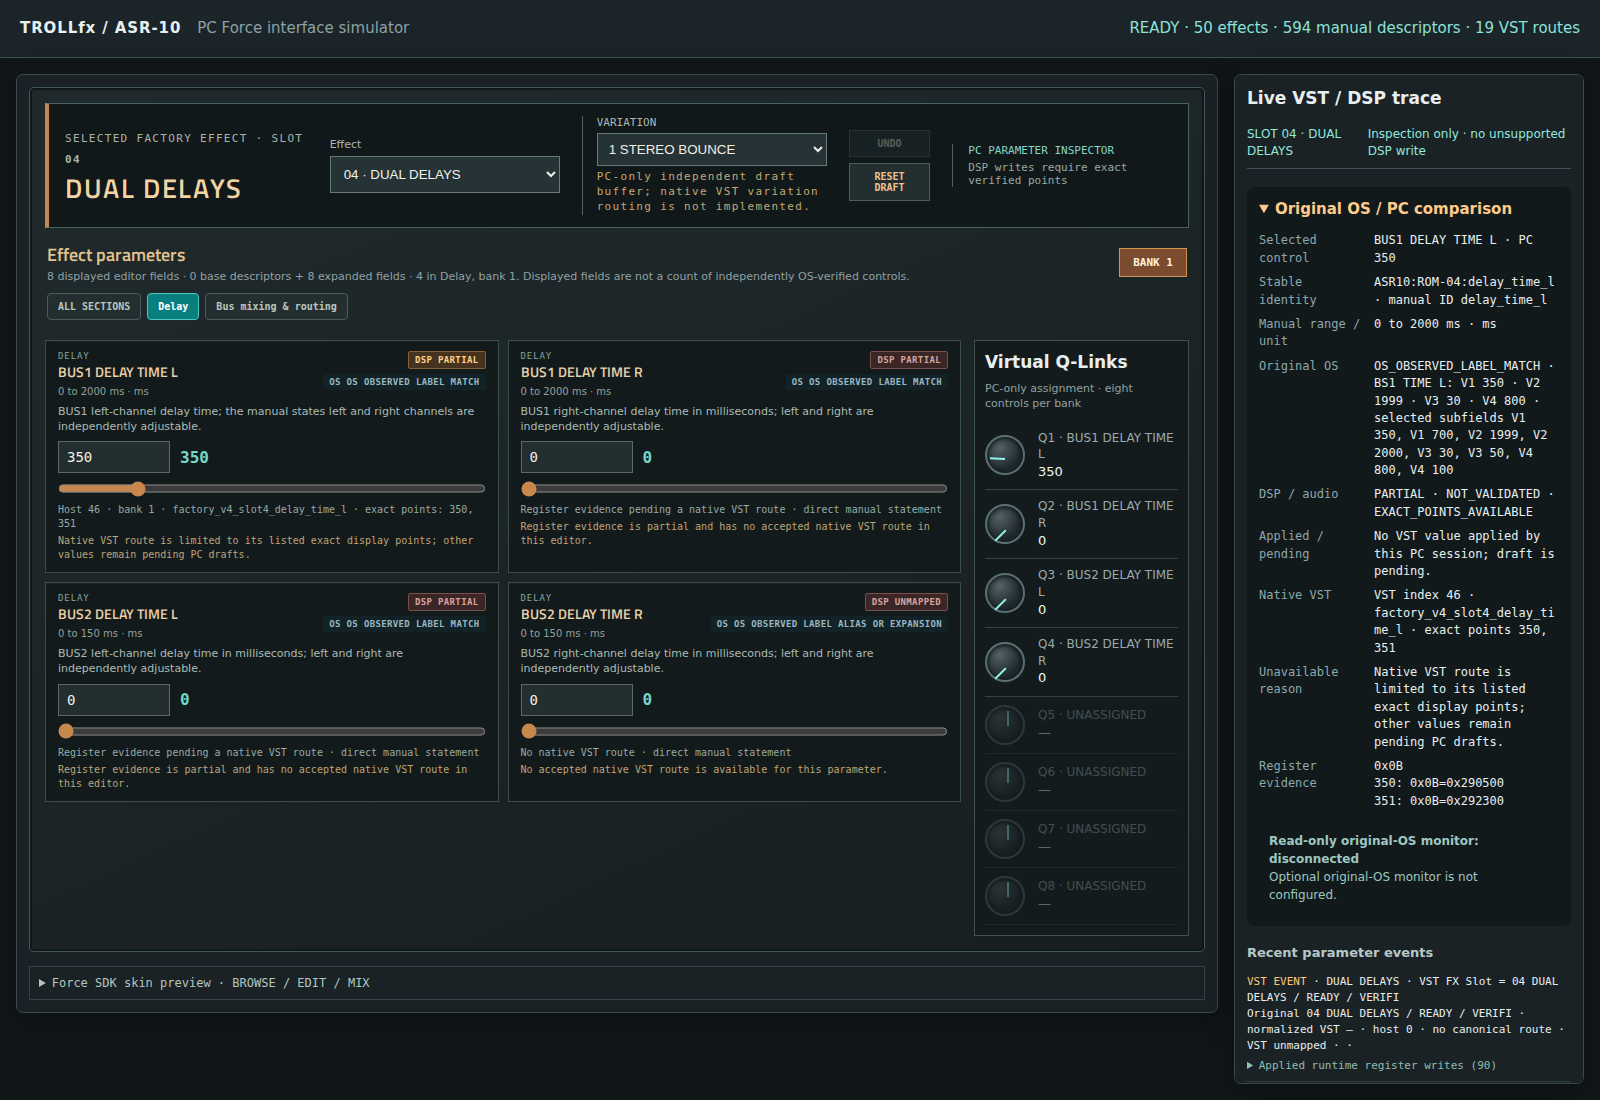 TROLLfx / ASR-10 PC Force interface simulator
READY · 50 effects · 594 manual descriptors · 19 VST routes
SELECTED FACTORY EFFECT · SLOT
04
DUAL DELAYS
Effect
04 · DUAL DELAYS
VARIATION
1 STEREO BOUNCE
PC-only independent draft
buffer; native VST variation
routing is not implemented.
UNDO
RESET
DRAFT
PC PARAMETER INSPECTOR
DSP writes require exact
verified points
Effect parameters
8 displayed editor fields · 0 base descriptors + 8 expanded fields · 4 in Delay, bank 1. Displayed fields are not a count of independently OS-verified controls.
BANK 1
ALL SECTIONS
Delay
Bus mixing & routing
DELAY
BUS1 DELAY TIME L
0 to 2000 ms · ms
DSP PARTIAL
OS OS OBSERVED LABEL MATCH
BUS1 left-channel delay time; the manual states left and right channels are
independently adjustable.
350
350
Host 46 · bank 1 · factory_v4_slot4_delay_time_l · exact points: 350,
351
Native VST route is limited to its listed exact display points; other
values remain pending PC drafts.
DELAY
BUS1 DELAY TIME R
0 to 2000 ms · ms
DSP PARTIAL
OS OS OBSERVED LABEL MATCH
BUS1 right-channel delay time in milliseconds; left and right are
independently adjustable.
0
0
Register evidence pending a native VST route · direct manual statement
Register evidence is partial and has no accepted native VST route in
this editor.
DELAY
BUS2 DELAY TIME L
0 to 150 ms · ms
DSP PARTIAL
OS OS OBSERVED LABEL MATCH
BUS2 left-channel delay time in milliseconds; left and right are
independently adjustable.
0
0
Register evidence pending a native VST route · direct manual statement
Register evidence is partial and has no accepted native VST route in
this editor.
DELAY
BUS2 DELAY TIME R
0 to 150 ms · ms
DSP UNMAPPED
OS OS OBSERVED LABEL ALIAS OR EXPANSION
BUS2 right-channel delay time in milliseconds; left and right are
independently adjustable.
0
0
No native VST route · direct manual statement
No accepted native VST route is available for this parameter.
Virtual Q-Links
PC-only assignment · eight
controls per bank
Q1 · BUS1 DELAY TIME
L
350
Q2 · BUS1 DELAY TIME
R
0
Q3 · BUS2 DELAY TIME
L
0
Q4 · BUS2 DELAY TIME
R
0
Q5 · UNASSIGNED
—
Q6 · UNASSIGNED
—
Q7 · UNASSIGNED
—
Q8 · UNASSIGNED
—
Force SDK skin preview · BROWSE / EDIT / MIX
Live VST / DSP trace
SLOT 04 · DUAL
DELAYS
Inspection only · no unsupported
DSP write
Original OS / PC comparison
Selected
control
BUS1 DELAY TIME L · PC
350
Stable
identity
ASR10:ROM-04:delay_time_l
· manual ID delay_time_l
Manual range /
unit
0 to 2000 ms · ms
Original OS
OS_OBSERVED_LABEL_MATCH ·
BS1 TIME L: V1 350 · V2
1999 · V3 30 · V4 800 ·
selected subfields V1
350, V1 700, V2 1999, V2
2000, V3 30, V3 50, V4
800, V4 100
DSP / audio
PARTIAL · NOT_VALIDATED ·
EXACT_POINTS_AVAILABLE
Applied /
pending
No VST value applied by
this PC session; draft is
pending.
Native VST
VST index 46 ·
factory_v4_slot4_delay_ti
me_l · exact points 350,
351
Unavailable
reason
Native VST route is
limited to its listed
exact display points;
other values remain
pending PC drafts.
Register
evidence
0x0B
350: 0x0B=0x290500
351: 0x0B=0x292300
Read-only original-OS monitor:
disconnected
Optional original-OS monitor is not
configured.
Recent parameter events
VST EVENT · DUAL DELAYS · VST FX Slot = 04 DUAL
DELAYS / READY / VERIFI
Original 04 DUAL DELAYS / READY / VERIFI ·
normalized VST — · host 0 · no canonical route ·
VST unmapped · ·
Applied runtime register writes (90)